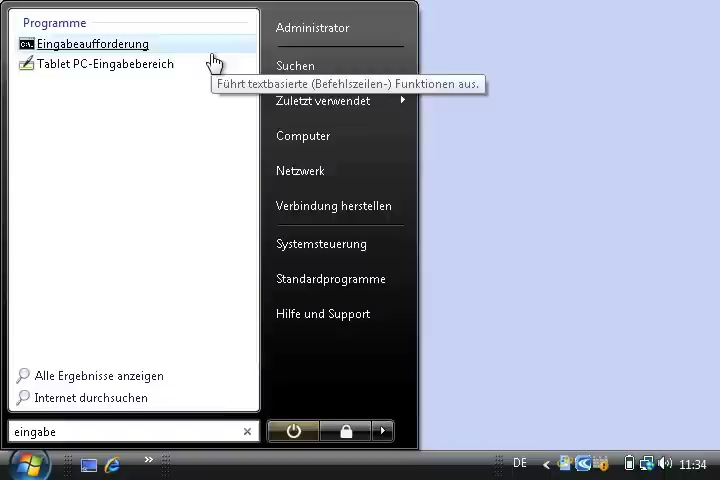 Programme
Eingabeaufforderung
Tablet PC-Eingabebereich
Führt textbasierte (Befehlszeilen-) Funktionen aus.
Alle Ergebnisse anzeigen
Internet durchsuchen
eingabe
Administrator
Suchen
Zuletzt verwendet
Computer
Netzwerk
Verbindung herstellen
Systemsteuerung
Standardprogramme
Hilfe und Support
DE
11:34